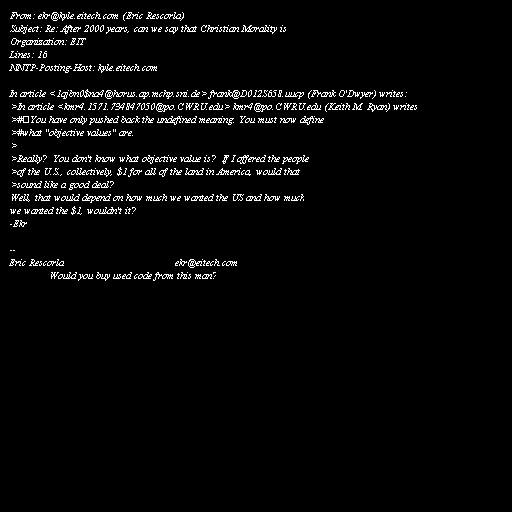 From: ekr@kyle.eitech.com (Eric Rescorla)
Subject: Re: After 2000 years, can we say that Christian Morality is
Organization: EIT
Lines: 16
NNTP-Posting-Host: kyle.eitech.com

In article <1qjbn0$na4@horus.ap.mchp.sni.de> frank@D012S658.uucp (Frank O'Dwyer) writes:
>In article <kmr4.1571.734847050@po.CWRU.edu> kmr4@po.CWRU.edu (Keith M. Ryan) writes
>#□You have only pushed back the undefined meaning. You must now define
>#what "objective values" are.
>
>Really?  You don't know what objective value is?  If I offered the people
>of the U.S., collectively, $1 for all of the land in America, would that
>sound like a good deal?
Well, that would depend on how much we wanted the US and how much
we wanted the $1, wouldn't it?
-Ekr

--
Eric Rescorla                                        ekr@eitech.com
              Would you buy used code from this man?